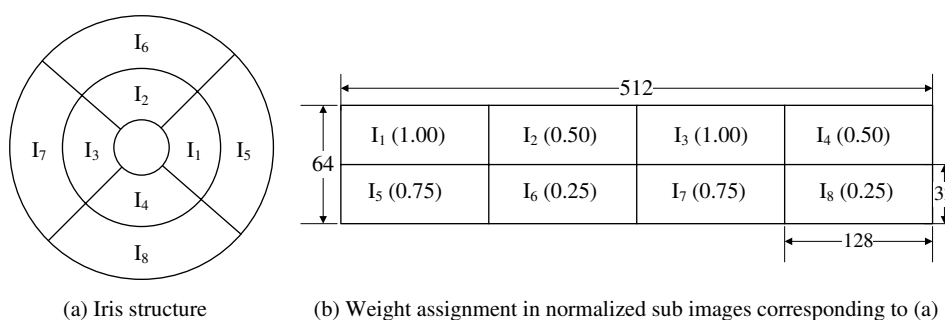 I₆
I₂
I₇ I₃ I₁ I₅
I₄
I₈
(a) Iris structure
512
64
I₁ (1.00) I₂ (0.50) I₃ (1.00) I₄ (0.50)
I₅ (0.75) I₆ (0.25) I₇ (0.75) I₈ (0.25)
128
(b) Weight assignment in normalized sub images corresponding to (a)